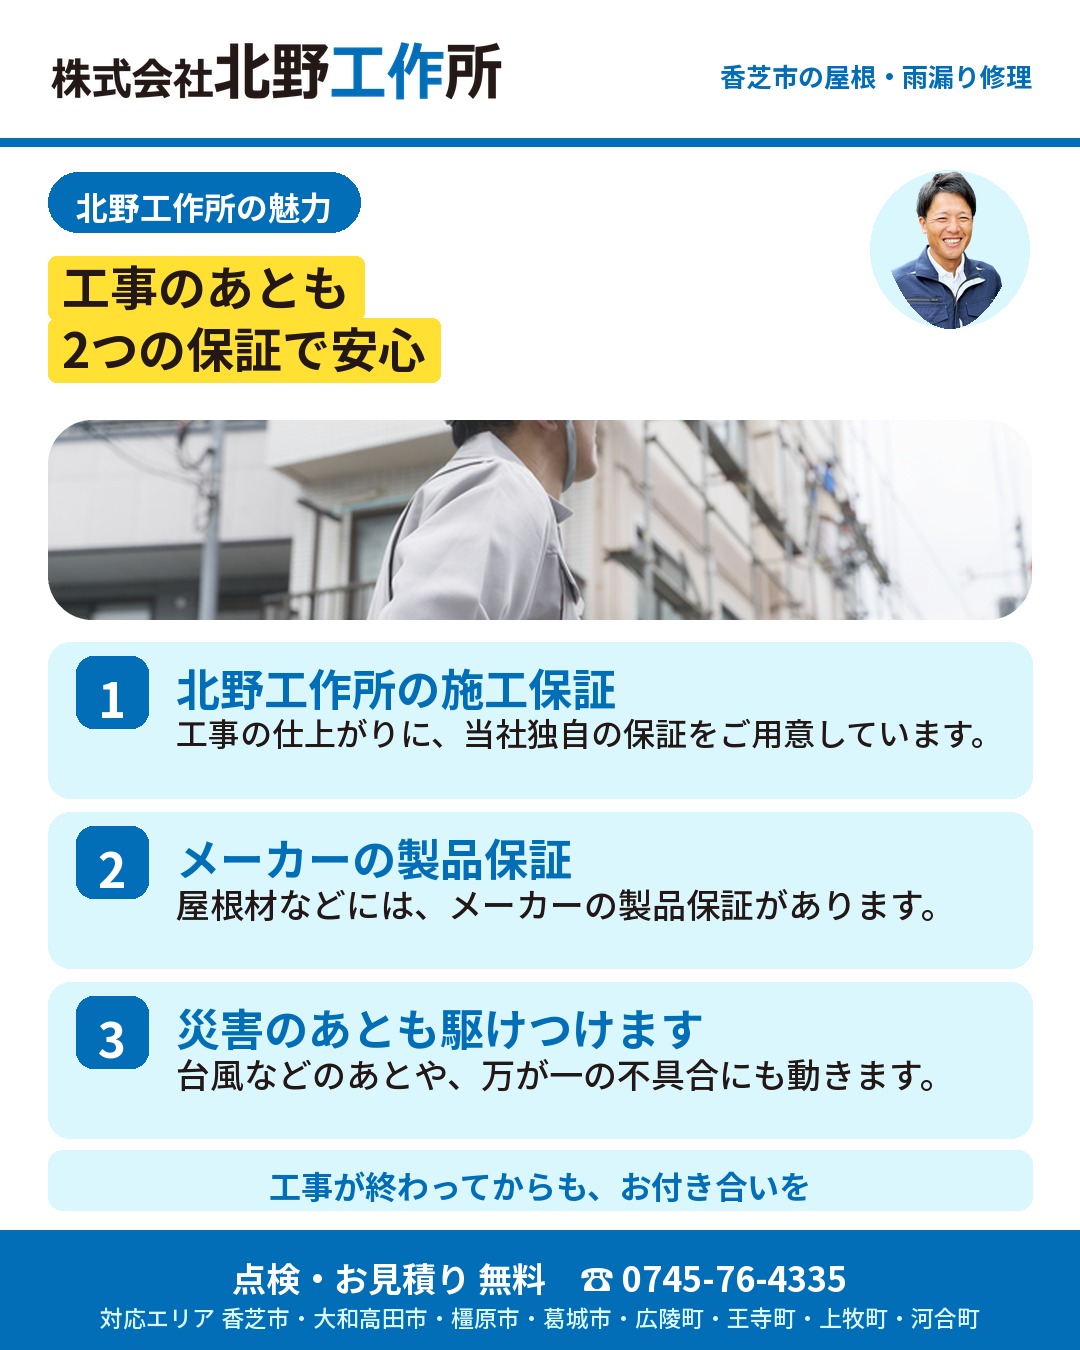 株式会社北野工作所
香芝市の屋根・雨漏り修理
北野工作所の魅力
工事のあとも
2つの保証で安心
1
北野工作所の施工保証
工事の仕上がりに、当社独自の保証をご用意しています。
2
メーカーの製品保証
屋根材などには、メーカーの製品保証があります。
3
災害のあとも駆けつけます
台風などのあとや、万が一の不具合にも動きます。
工事が終わってからも、お付き合いを
点検・お見積り 無料 ☎ 0745-76-4335
対応エリア 香芝市・大和高田市・橿原市・葛城市・広陵町・王寺町・上牧町・河合町